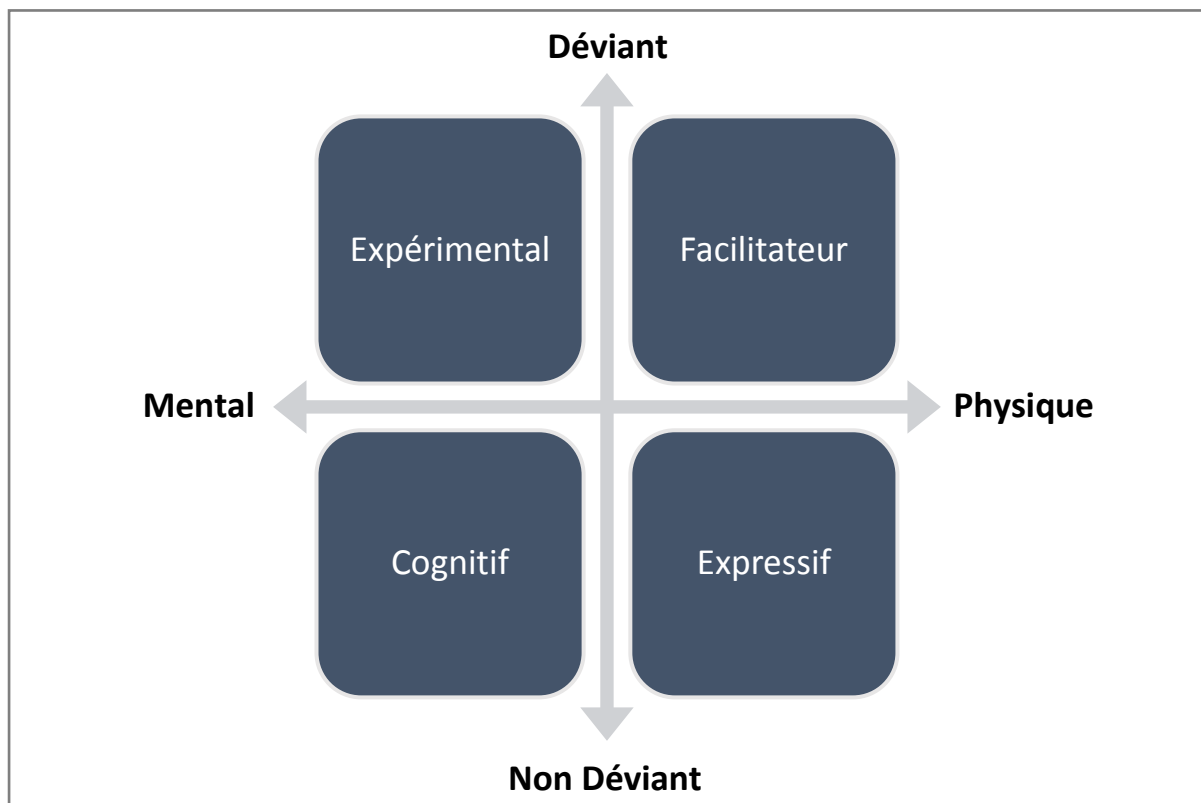 Déviant
Expérimental
Facilitateur
Mental
Physique
Cognitif
Expressif
Non Déviant